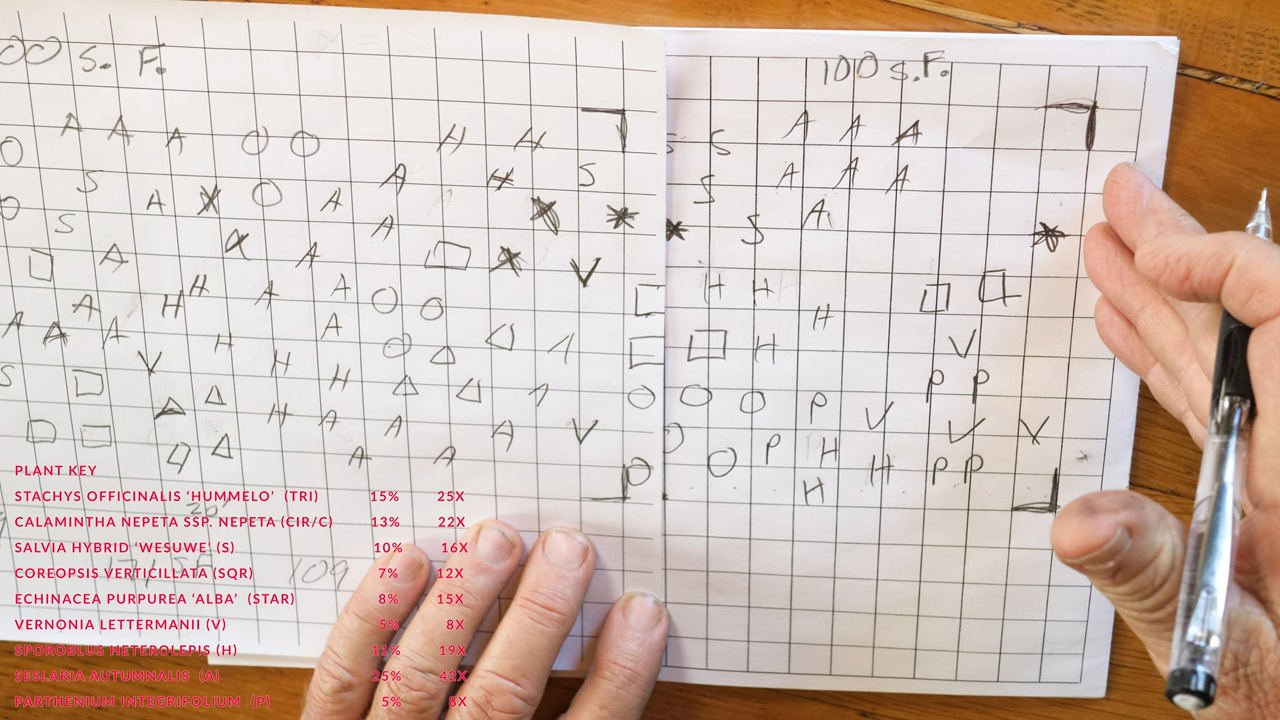 00 S.F.
100 S.F.
A A A O O H H
S S A A A
S A X O A A H S
S A A A
S A A A A V
S A
H H A A
H H H
A H A V P P
A A A V H H A
S H A A A V
P V V V
P H H P P
A A H
PLANT KEY
STACHYS OFFICINALIS ‘HUMMELO’ (TRI) 15% 25X
CALAMINTHA NEPETA SSP. NEPETA (CIR/C) 13% 22X
SALVIA HYBRID ‘WESUWE’ (S) 10% 16X
COREOPSIS VERTICILLATA (SQR) 7% 12X
ECHINACEA PURPUREA ‘ALBA’ (STAR) 8% 15X
VERNONIA LETTERMANII (V) 5% 8X
SPOROBLUS HETEROLEPIS (H) 11% 19X
SESLARIA AUTUMNALIS (A) 25% 42X
PARTHENIUM INTEGRIFOLIUM (P) 5% 8X
109